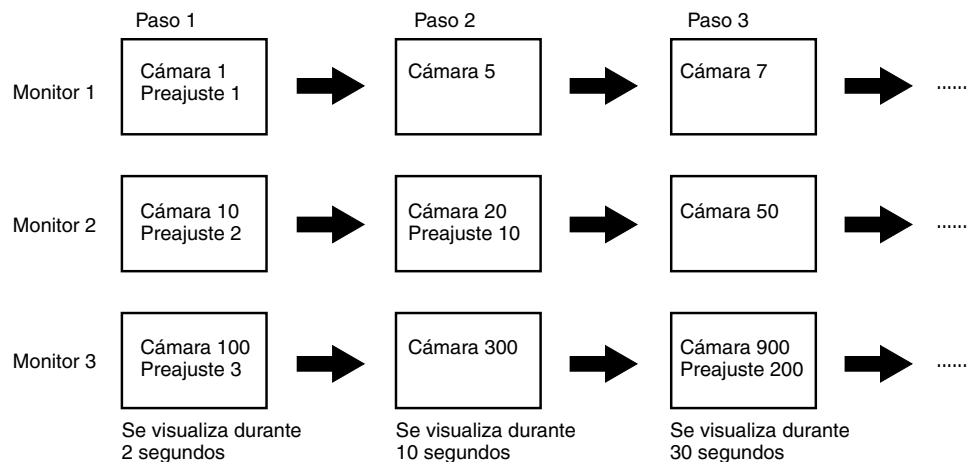 Paso 1
Paso 2
Paso 3
Monitor 1
Cámara 1
Preajuste 1
Cámara 5
Cámara 7
......
Monitor 2
Cámara 10
Preajuste 2
Cámara 20
Preajuste 10
Cámara 50
......
Monitor 3
Cámara 100
Preajuste 3
Cámara 300
Cámara 900
Preajuste 200
......
Se visualiza durante
2 segundos
Se visualiza durante
10 segundos
Se visualiza durante
30 segundos